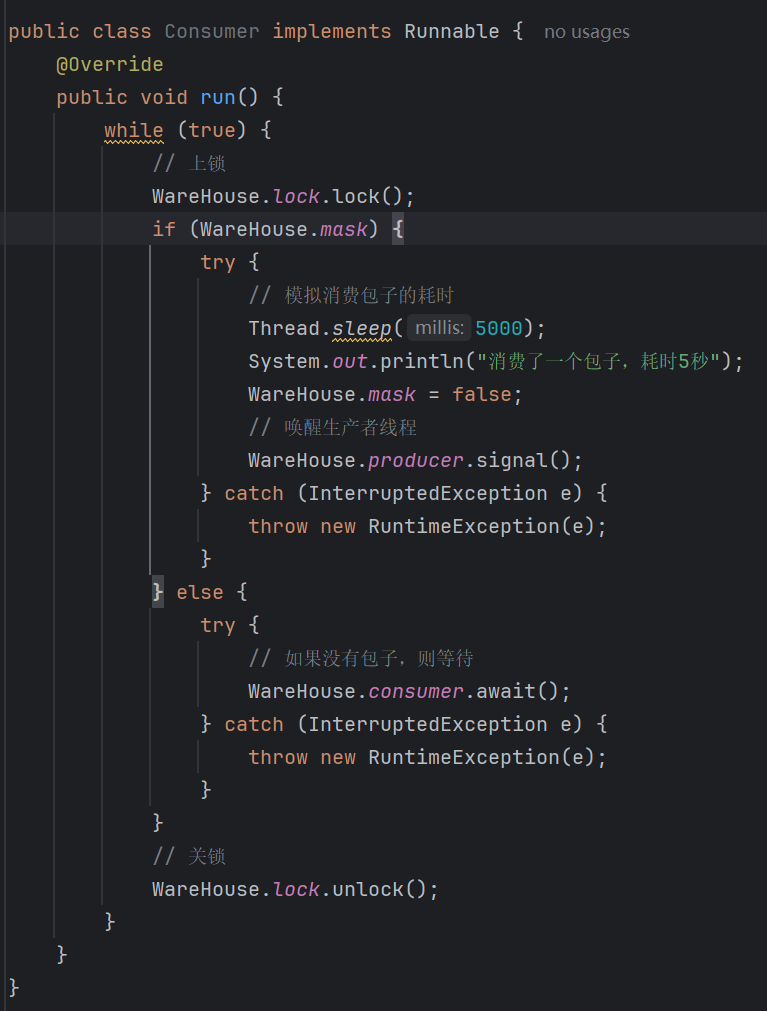 public class Consumer implements Runnable { no usages
    @Override
    public void run() {
        while (true) {
            // 上锁
            WareHouse.lock.lock();
            if (WareHouse.mask) {
                try {
                    // 模拟消费包子的耗时
                    Thread.sleep( millis: 5000);
                    System.out.println("消费了一个包子，耗时5秒");
                    WareHouse.mask = false;
                    // 唤醒生产者线程
                    WareHouse.producer.signal();
                } catch (InterruptedException e) {
                    throw new RuntimeException(e);
                }
            } else {
                try {
                    // 如果没有包子，则等待
                    WareHouse.consumer.await();
                } catch (InterruptedException e) {
                    throw new RuntimeException(e);
                }
            }
            // 关锁
            WareHouse.lock.unlock();
        }
    }
}